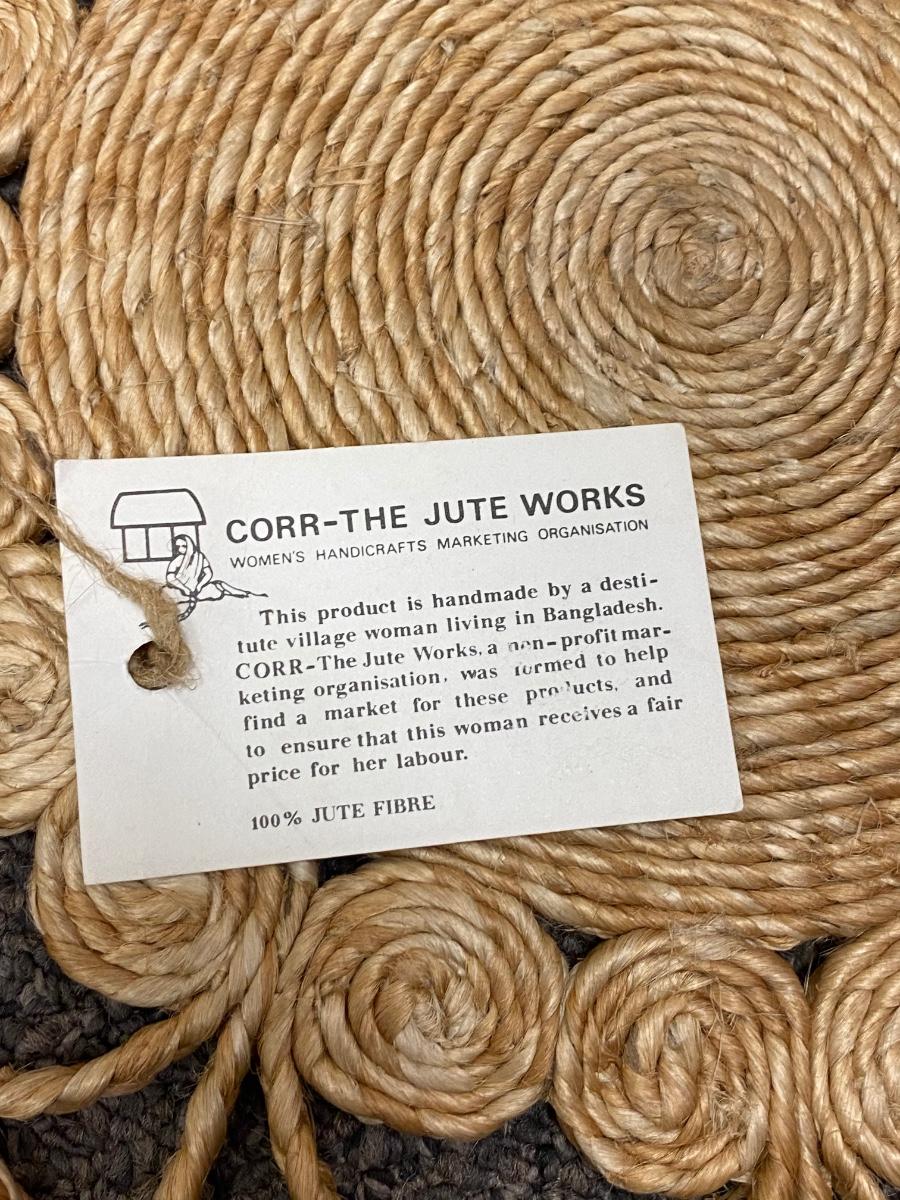 CORR-THE JUTE WORKS
WOMEN'S HANDICRAFTS MARKETING ORGANISATION
This product is handmade by a desti-
tute village woman living in Bangladesh.
CORR-The Jute Works, a non-profit mar-
keting organisation, was formed to help
find a market for these products, and
to ensure that this woman receives a fair
price for her labour.
100% JUTE FIBRE